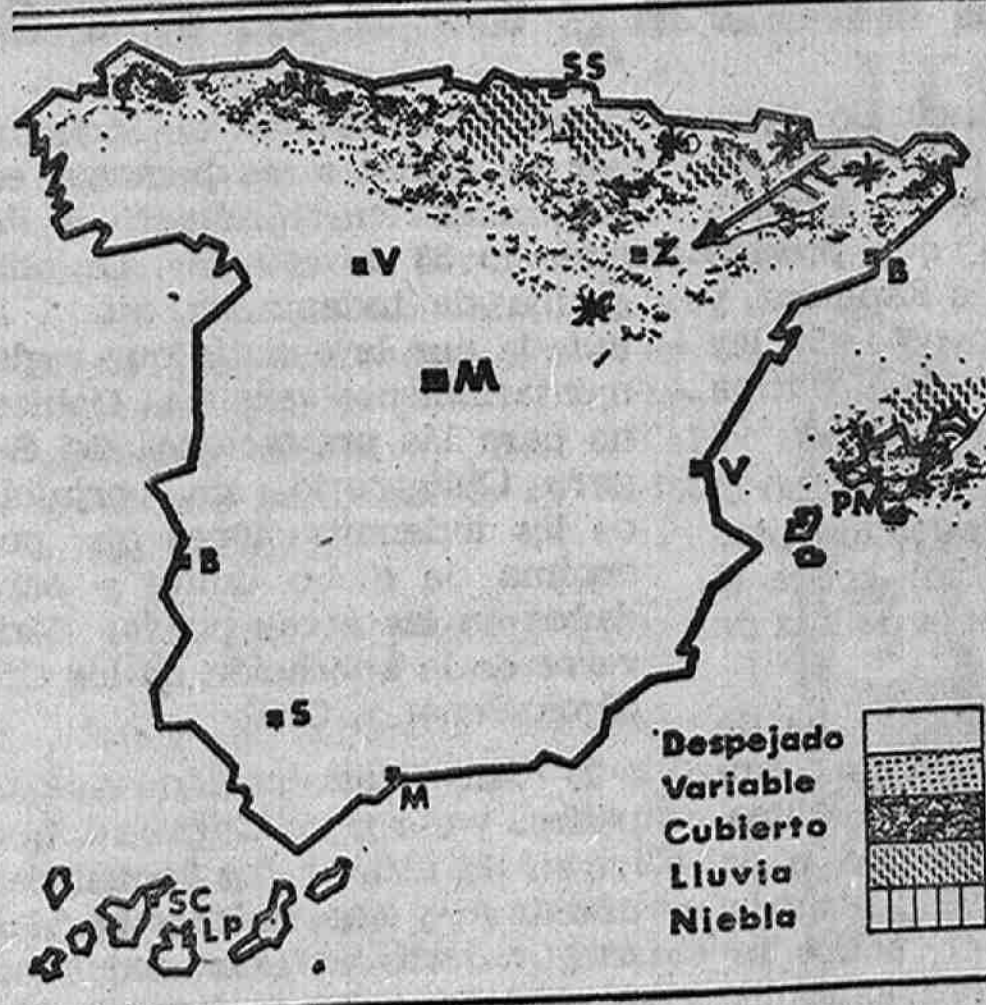 SS
V
Z
B
M
V
PM
B
S
M
SC
LP
Despejado
Variable
Cubierto
Lluvia
Niebla